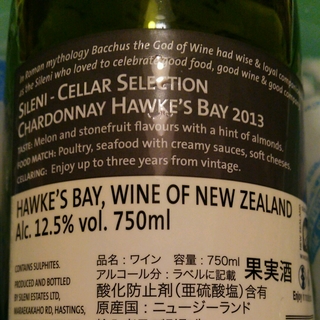 In Roman mythology Bacchus the God of Wine had wise & loyal
as the Sileni who loved to celebrate good food, good wine & good
SILENI - CELLAR SELECTION
CHARDONNAY HAWKE'S BAY 2013
TASTE: Melon and stonefruit flavours with a hint of almonds.
FOOD MATCH: Poultry, seafood with creamy sauces, soft cheeses.
CELLARING: Enjoy up to three years from vintage.
HAWKE'S BAY, WINE OF NEW ZEALAND
Alc. 12.5% vol. 750ml
CONTAINS SULPHITES.
PRODUCED AND BOTTLED
BY SILENI ESTATES LTD,
MARAEKAKAHO RD, HASTINGS,
品名：ワイン 容量：750ml
アルコール分：ラベルに記載 果実酒
酸化防止剤（亜硫酸塩）含有
原産国：ニュージーランド